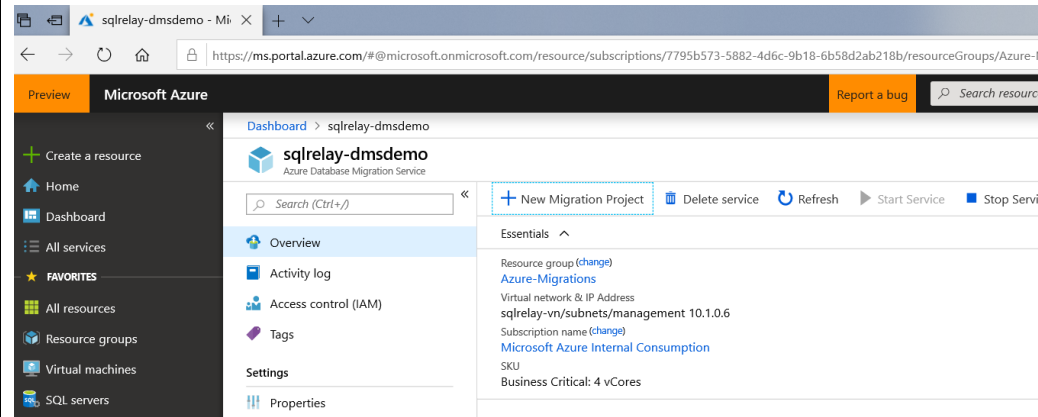 sqlrelay-dmsdemo - Mi
https://ms.portal.azure.com/#@microsoft.onmicrosoft.com/resource/subscriptions/7795b573-5882-4d6c-9b18-6b58d2ab218b/resourceGroups/Azure-
Preview Microsoft Azure Report a bug Search resourc
Dashboard > sqlrelay-dmsdemo
sqlrelay-dmsdemo
Azure Database Migration Service
Create a resource
Home
Dashboard
All services
FAVORITES
All resources
Resource groups
Virtual machines
SQL servers
Search (Ctrl+/)
Overview
Activity log
Access control (IAM)
Tags
Settings
Properties
New Migration Project Delete service Refresh Start Service Stop Servi
Essentials
Resource group (change)
Azure-Migrations
Virtual network & IP Address
sqlrelay-vn/subnets/management 10.1.0.6
Subscription name (change)
Microsoft Azure Internal Consumption
SKU
Business Critical: 4 vCores